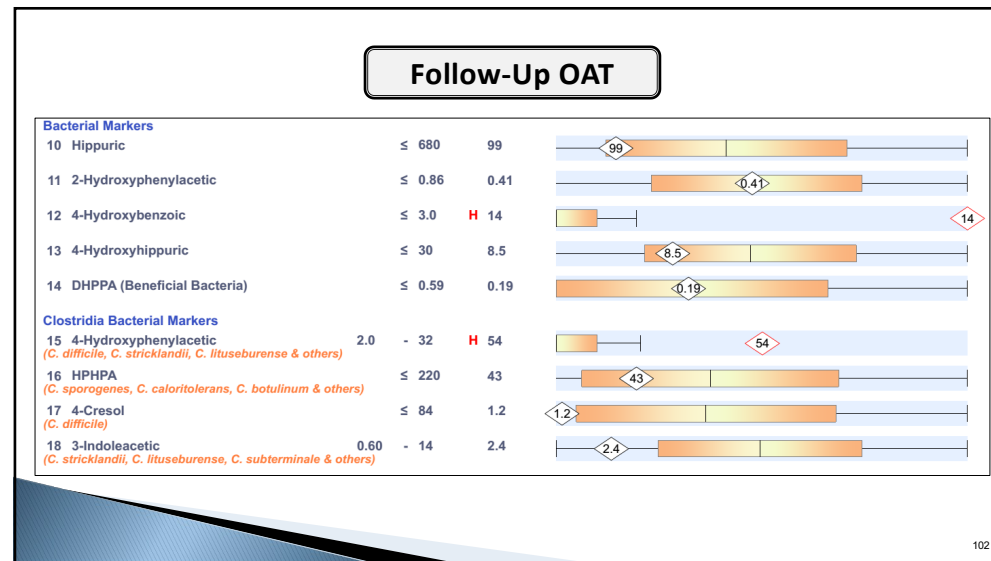 Follow-Up OAT
Bacterial Markers
10 Hippuric ≤ 680 99 99
11 2-Hydroxyphenylacetic ≤ 0.86 0.41 0.41
12 4-Hydroxybenzoic ≤ 3.0 H 14 14
13 4-Hydroxyhippuric ≤ 30 8.5 8.5
14 DHPPA (Beneficial Bacteria) ≤ 0.59 0.19 0.19
Clostridia Bacterial Markers
15 4-Hydroxyphenylacetic 2.0 - 32 H 54 54
(C. difficile, C. stricklandii, C. lituseburense & others)
16 HPHPA ≤ 220 43 43
(C. sporogenes, C. caloritolerans, C. botulinum & others)
17 4-Cresol ≤ 84 1.2 1.2
(C. difficile)
18 3-Indoleacetic 0.60 - 14 2.4 2.4
(C. stricklandii, C. lituseburense, C. subterminale & others)
102